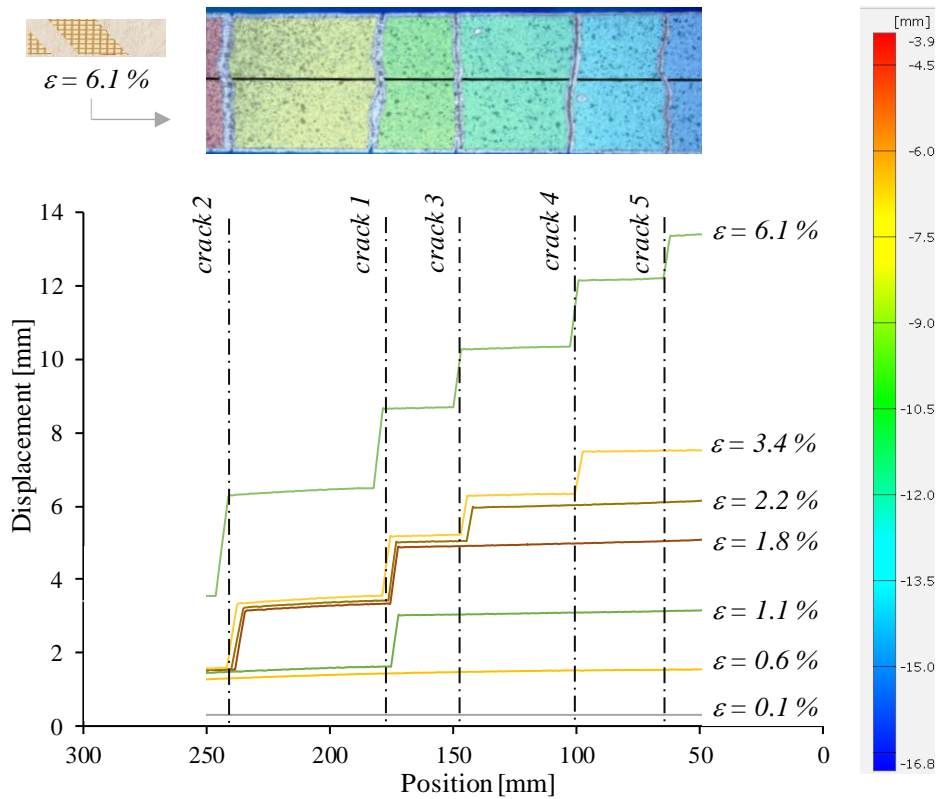 ε = 6.1 %
[mm]
-3.9
-4.5
-6.0
-7.5
-9.0
-10.5
-12.0
-13.5
-15.0
-16.8
crack 2
crack 1
crack 3
crack 4
crack 5
14
12
10
8
6
4
2
0
Displacement [mm]
ε = 6.1 %
ε = 3.4 %
ε = 2.2 %
ε = 1.8 %
ε = 1.1 %
ε = 0.6 %
ε = 0.1 %
300
250
200
150
100
50
0
Position [mm]